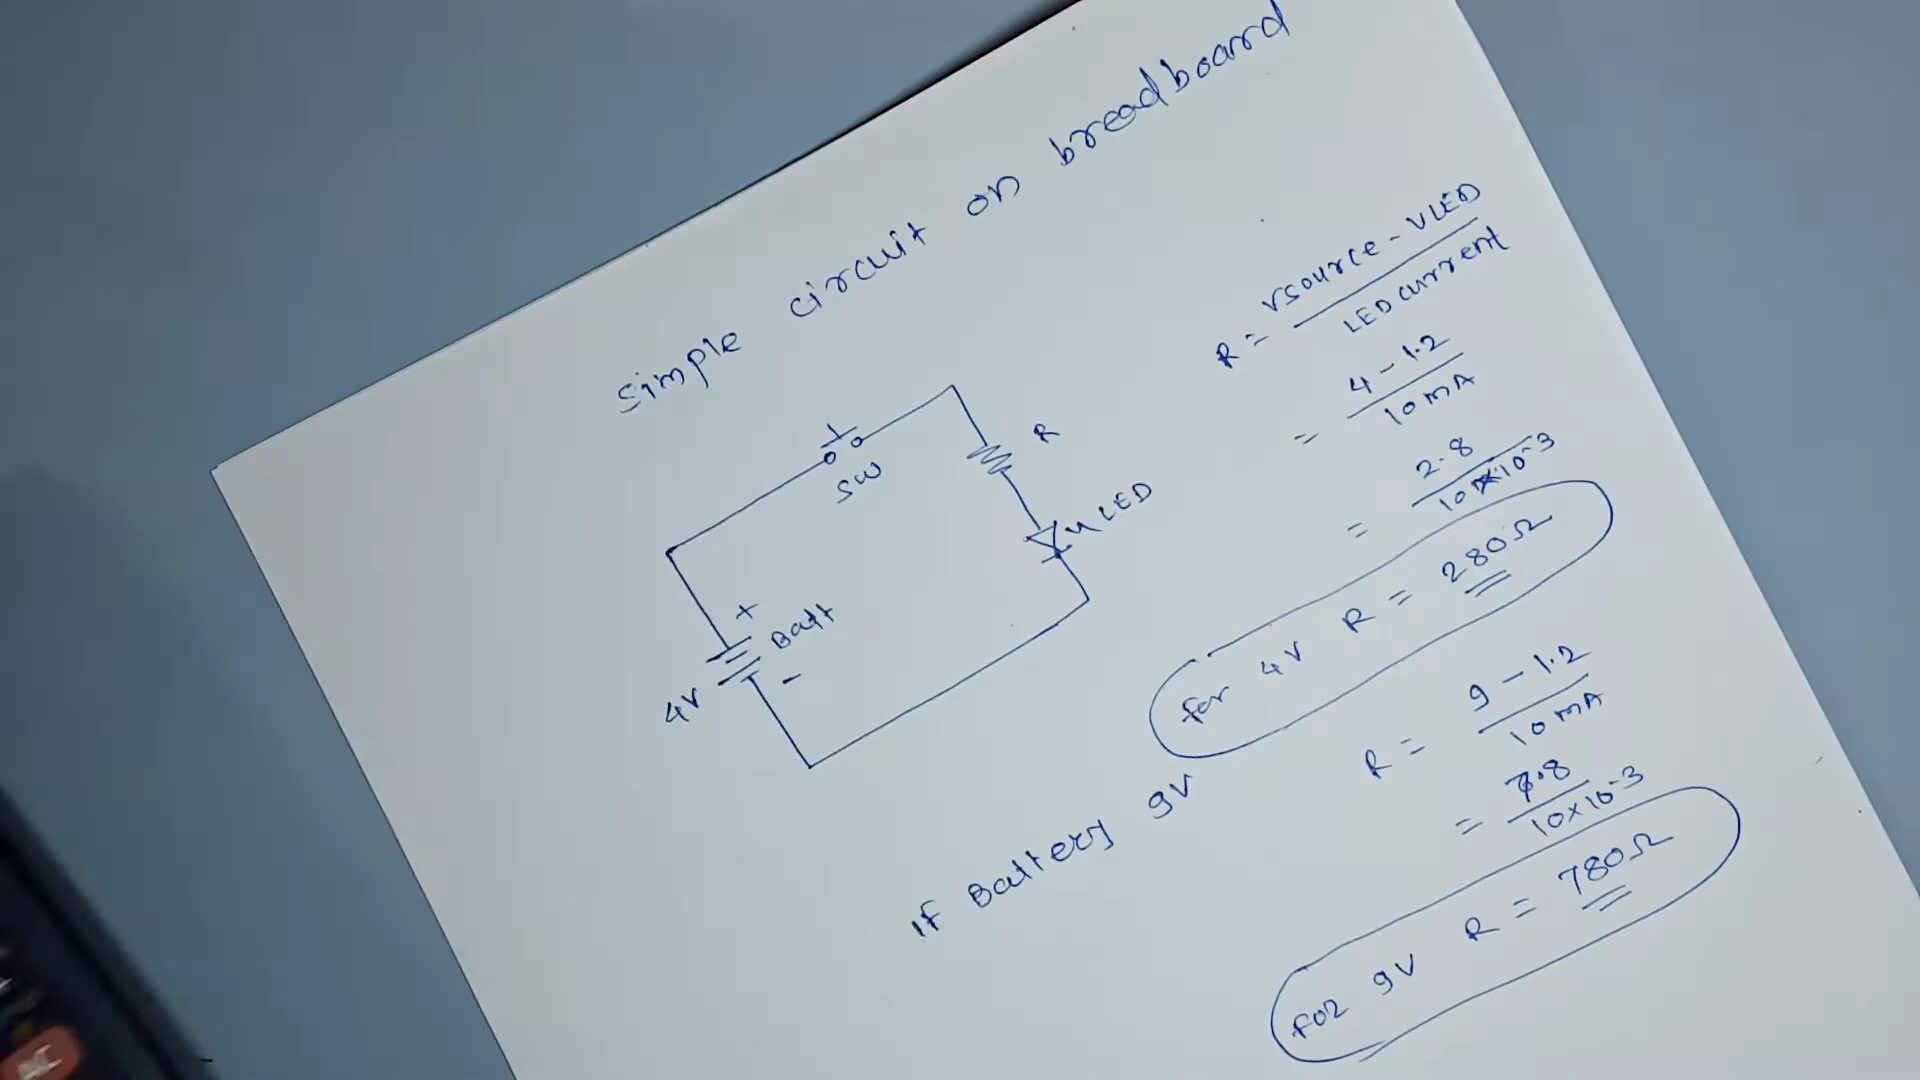 simple circuit on breadboard
SW
R
LED
+
Batt
-
4V
R = Vsource - VLED
LED current
= 4 - 1.2
10 mA
= 2.8
10 x 10-3
for 4V R = 280Ω
If Battery 9V
R = 9 - 1.2
10 mA
= 7.8
10 x 10-3
for 9V R = 780Ω